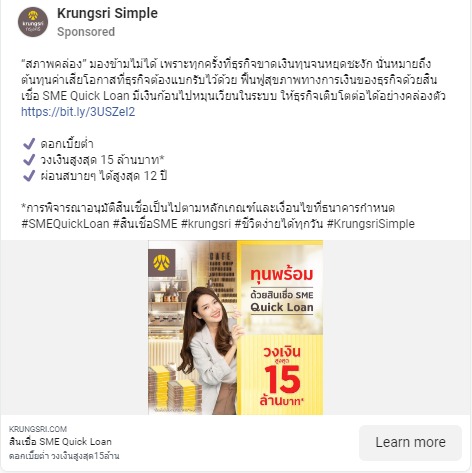 Krungsri Simple
Sponsored
krungsri
กรุงศรี
“สภาพคล่อง” มองข้ามไม่ได้ เพราะทุกครั้งที่ธุรกิจขาดเงินทุนจนหยุดชะงัก นั่นหมายถึง
ต้นทุนค่าเสียโอกาสที่ธุรกิจต้องแบกรับไว้ด้วย ฟื้นฟูสุขภาพทางการเงินของธุรกิจด้วยสิน
เชื่อ SME Quick Loan มีเงินก้อนไปหมุนเวียนในระบบ ให้ธุรกิจเติบโตต่อได้อย่างคล่องตัว
https://bit.ly/3USZeI2
ดอกเบี้ยต่ำ
วงเงินสูงสุด 15 ล้านบาท*
ผ่อนสบายๆ ได้สูงสุด 12 ปี
*การพิจารณาอนุมัติสินเชื่อเป็นไปตามหลักเกณฑ์และเงื่อนไขที่ธนาคารกำหนด
#SMEQuickLoan #สินเชื่อSME #krungsri #ชีวิตง่ายได้ทุกวัน #KrungsriSimple
CAFE
ทุนพร้อม
ด้วยสินเชื่อ SME
Quick Loan
วงเงิน
สูงสุด
15
ล้านบาท*
KRUNGSRI.COM
สินเชื่อ SME Quick Loan
ดอกเบี้ยต่ำ วงเงินสูงสุด15ล้าน
Learn more